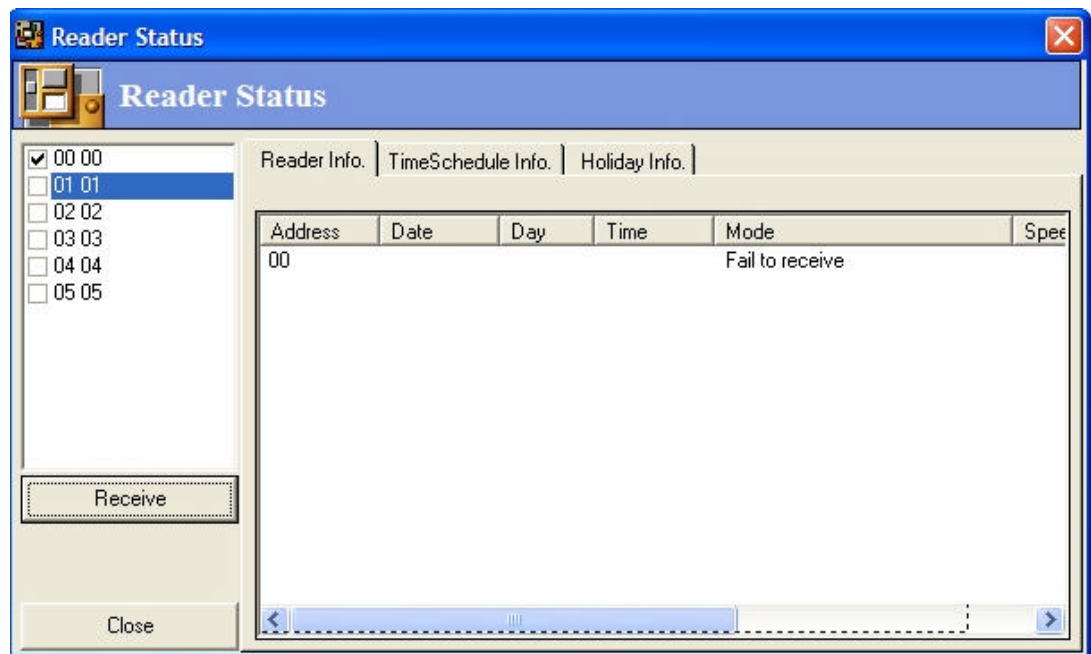 Reader Status
Reader Status
00 00
01 01
02 02
03 03
04 04
05 05
Receive
Close
Reader Info. TimeSchedule Info. Holiday Info.
Address Date Day Time Mode Spee
00 Fail to receive